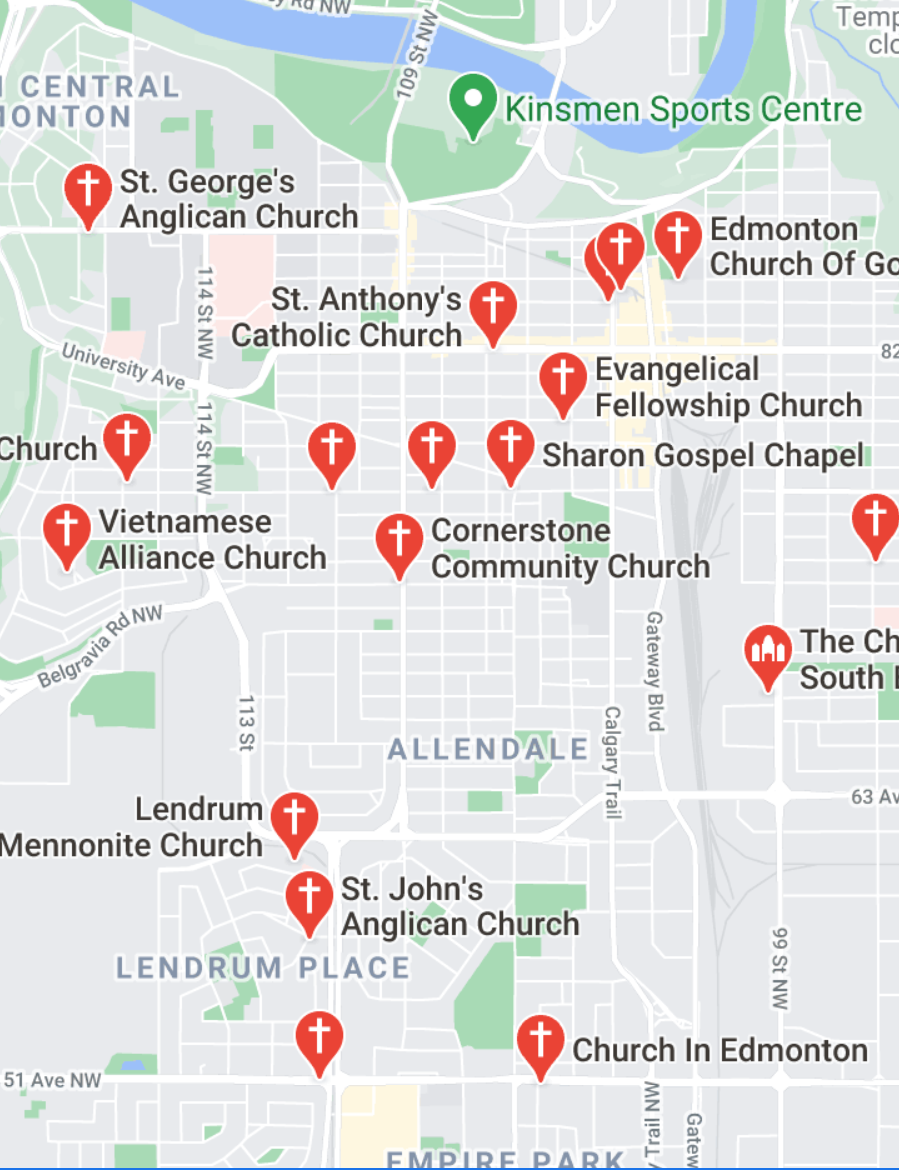 Rd NW
109 St NW
Temp
clo
CENTRAL
MONTON
Kinsmen Sports Centre
St. George's
Anglican Church
Edmonton
Church Of Go
114 St NW
St. Anthony's
Catholic Church
University Ave
82
Evangelical
Fellowship Church
114 St NW
Church
Sharon Gospel Chapel
Vietnamese
Alliance Church
Cornerstone
Community Church
Belgravia Rd NW
Gateway Blvd
The Ch
South E
113 St
Calgary Trail
ALLENDALE
63 Av
Lendrum
Mennonite Church
St. John's
Anglican Church
LENDRUM PLACE
99 St NW
Church In Edmonton
51 Ave NW
Trail NW
Gatew
EMPIRE PARK